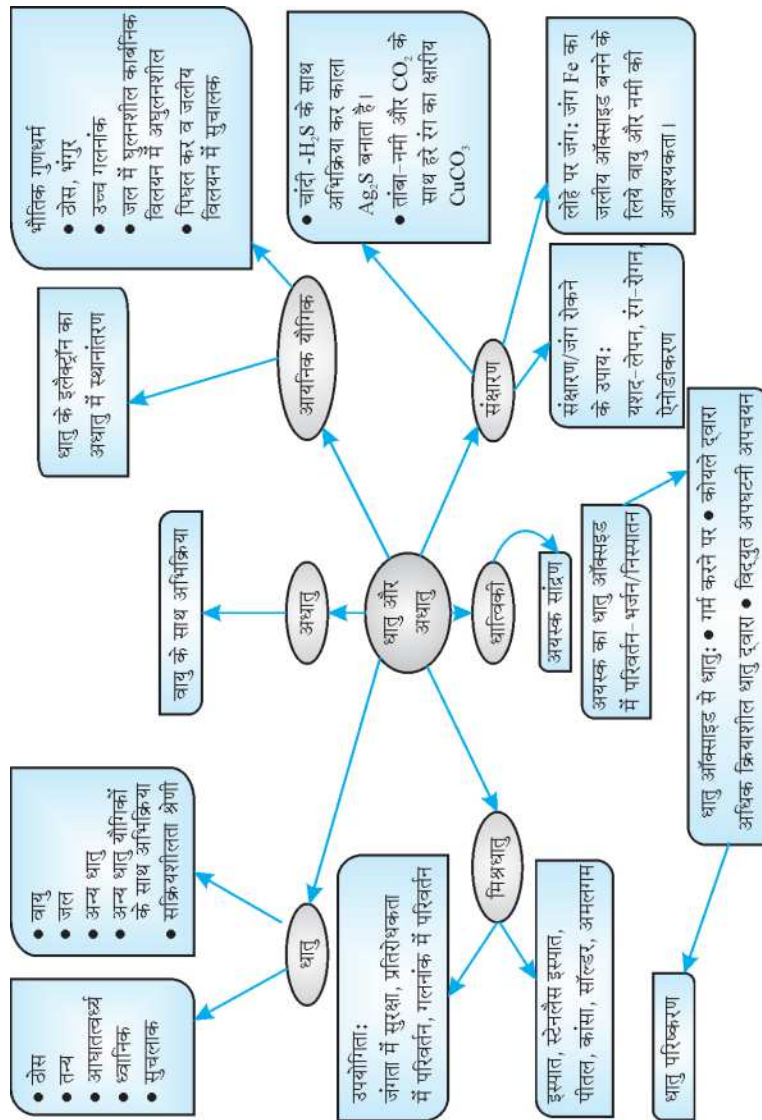 धातु और
अधातु
धातु
• ठोस
• तन्य
• आघातत्वर्ध्य
• ध्वानिक
• सुचलाक
• वायु
• जल
• अन्य धातु
• अन्य धातु यौगिकों
के साथ अभिक्रिया
• सक्रियशीलता श्रेणी
अधातु
वायु के साथ अभिक्रिया
आयनिक यौगिक
धातु के इलैक्ट्रॉन का
अधातु में स्थानांतरण
भौतिक गुणधर्म
• ठोस, भंगुर
• उच्च गलनांक
• जल में घुलनशील कार्बनिक
विलयन में अघुलनशील
• पिघल कर व जलीय
विलयन में सुचालक
मिश्रधातु
उपयोगिता:
जंगता में सुरक्षा, प्रतिरोधकता
में परिवर्तन, गलनांक में परिवर्तन
इस्पात, स्टेनलैस इस्पात,
पीतल, कांसा, सॉल्डर, अमलगम
धात्विकी
अयस्क सांद्रण
अयस्क का धातु ऑक्साइड
में परिवर्तन-भर्जन/निस्पातन
धातु ऑक्साइड से धातु: • गर्म करने पर • कोयले द्वारा
अधिक क्रियाशील धातु द्वारा • विद्युत अपघटनी अपचयन
धातु परिष्करण
संक्षारण
• चांदी -H₂S के साथ
अभिक्रिया कर काला
Ag₂S बनाता है।
• तांबा-नमी और CO₂ के
साथ हरे रंग का क्षारीय
CuCO₃
संक्षारण/जंग रोकने
के उपाय:
यशद-लेपन, रंग-रोगन,
ऐनोडीकरण
लोहे पर जंग: जंग Fe का
जलीय ऑक्साइड बनने के
लिये वायु और नमी की
आवश्यकता।